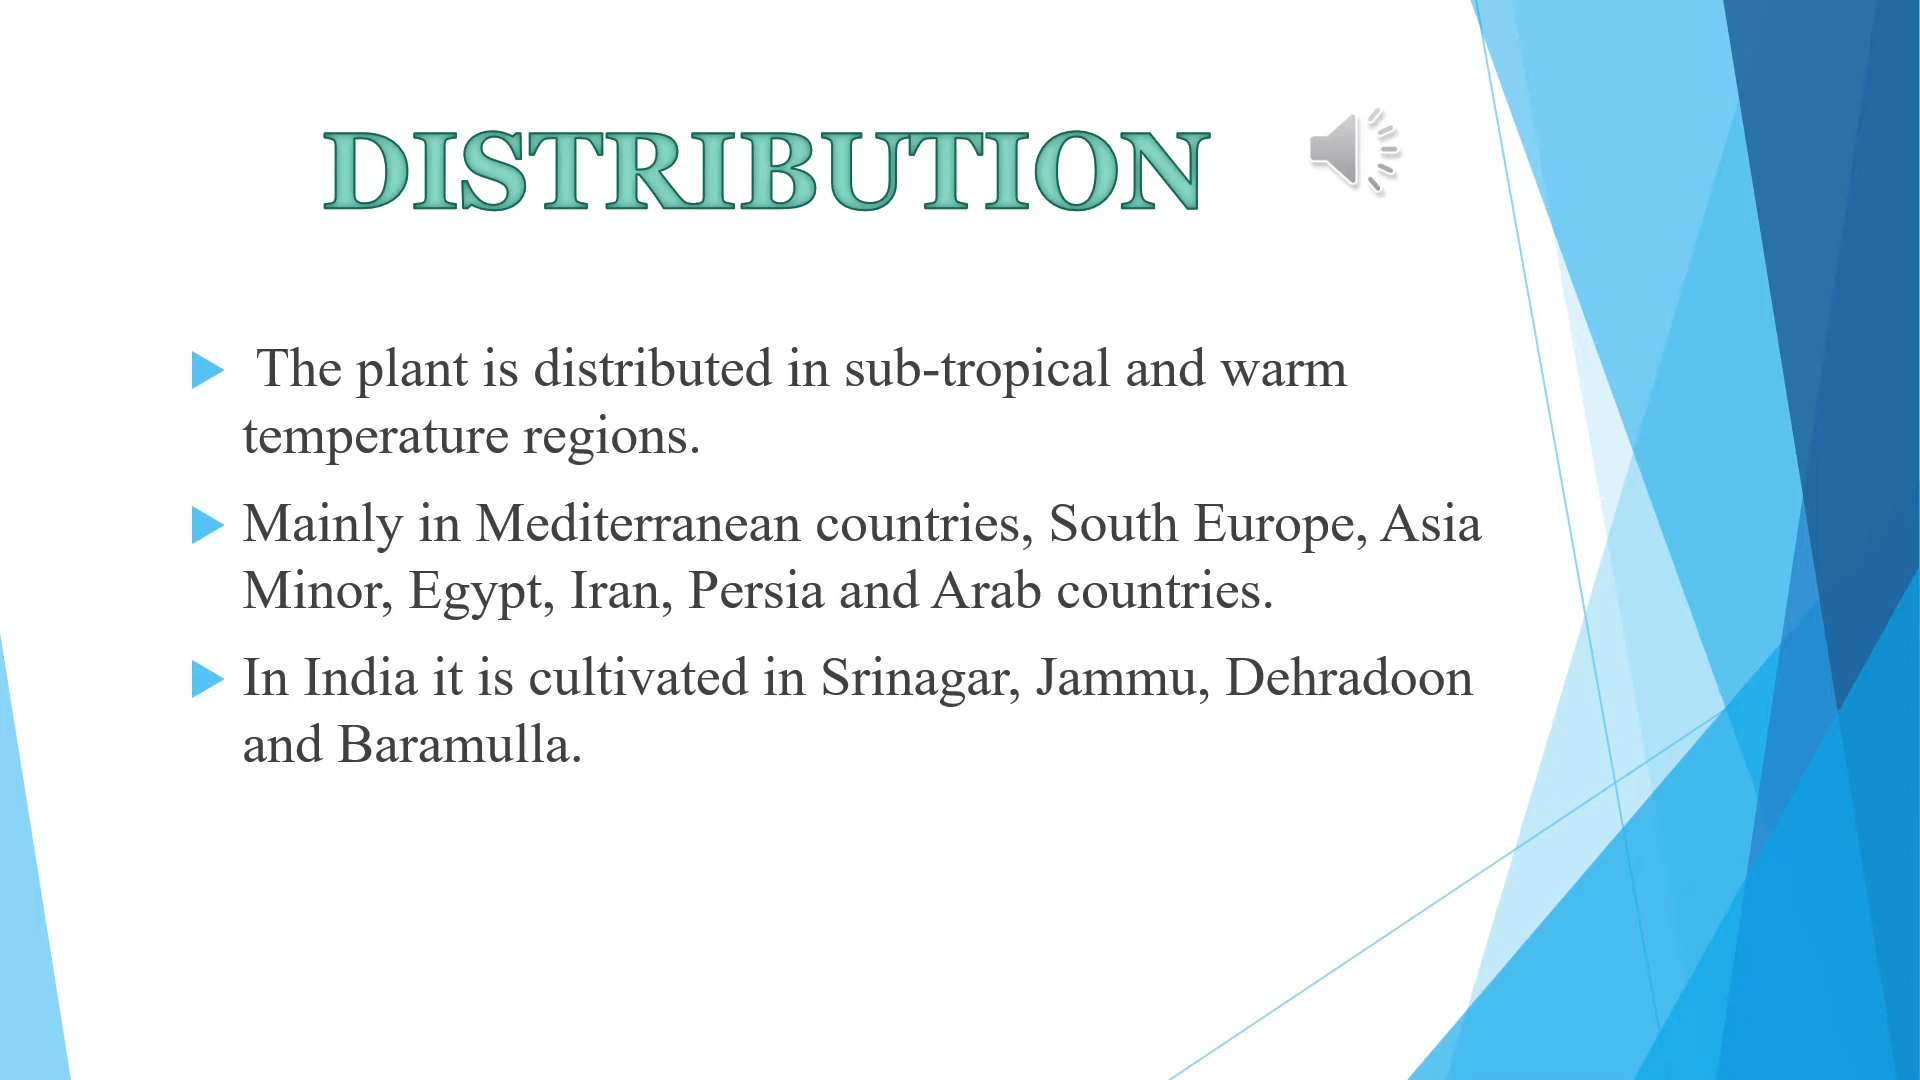 DISTRIBUTION
The plant is distributed in sub-tropical and warm
temperature regions.
Mainly in Mediterranean countries, South Europe, Asia
Minor, Egypt, Iran, Persia and Arab countries.
In India it is cultivated in Srinagar, Jammu, Dehradoon
and Baramulla.